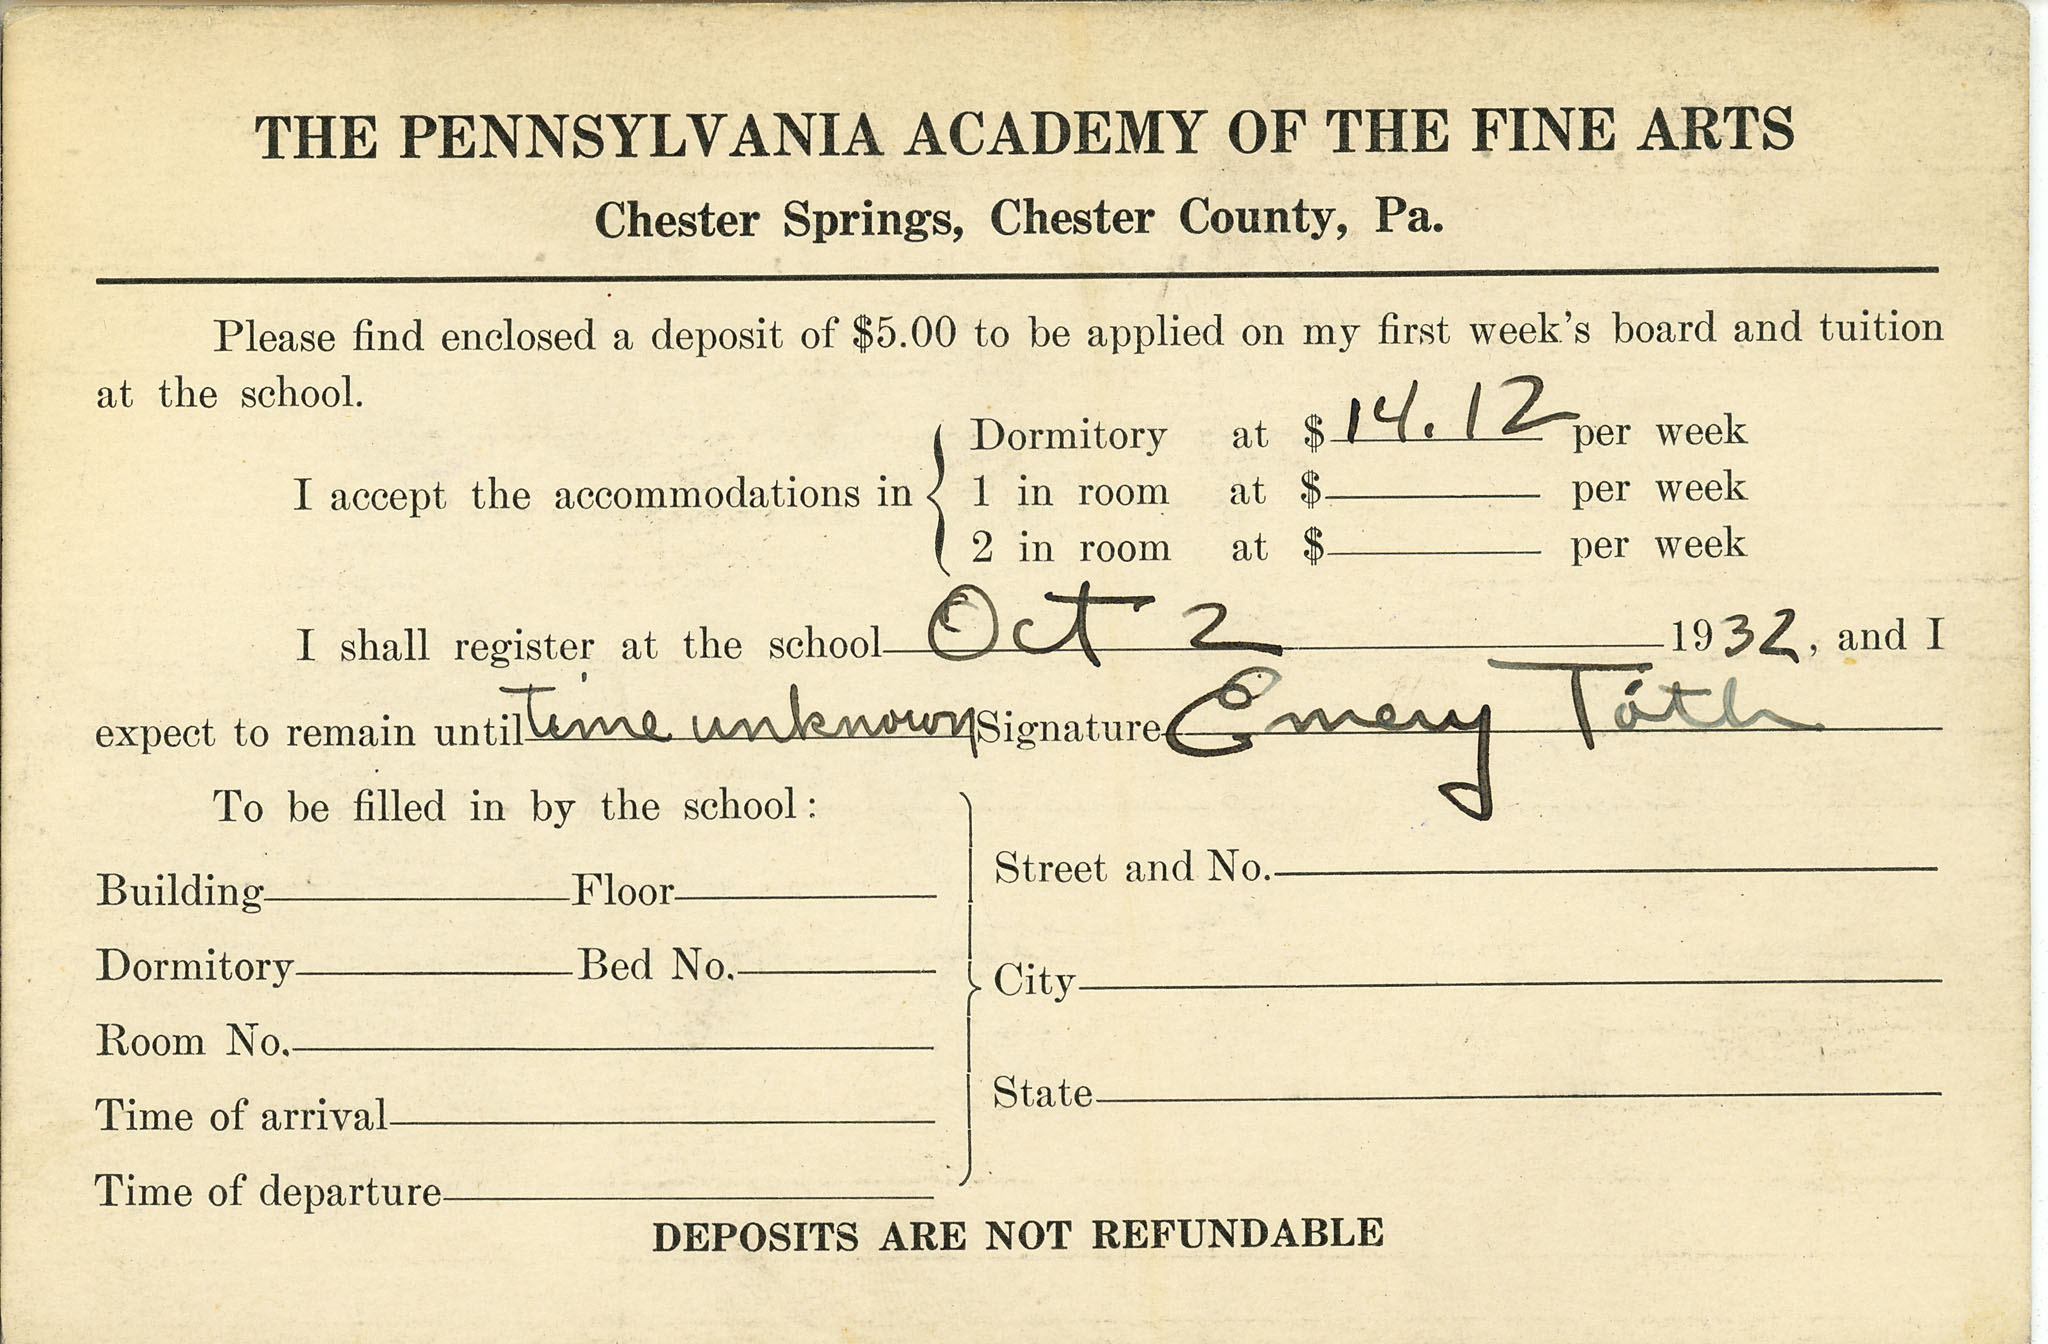 THE PENNSYLVANIA ACADEMY OF THE FINE ARTS
Chester Springs, Chester County, Pa.
Please find enclosed a deposit of $5.00 to be applied on my first week's board and tuition
at the school.
Dormitory at $14.12 per week
I accept the accommodations in { 1 in room at $ per week
2 in room at $ per week
I shall register at the school Oct 2 1932, and I
expect to remain until time unknown Signature Emery Tóth
To be filled in by the school:
Building Floor
Dormitory Bed No.
Room No.
Time of arrival
Time of departure
Street and No.
City
State
DEPOSITS ARE NOT REFUNDABLE